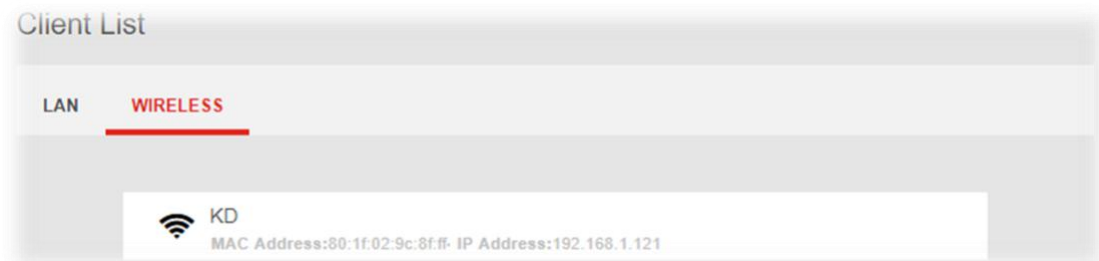 Client List
LAN WIRELESS
KD
MAC Address:80:1f:02:9c:8f:ff- IP Address:192.168.1.121